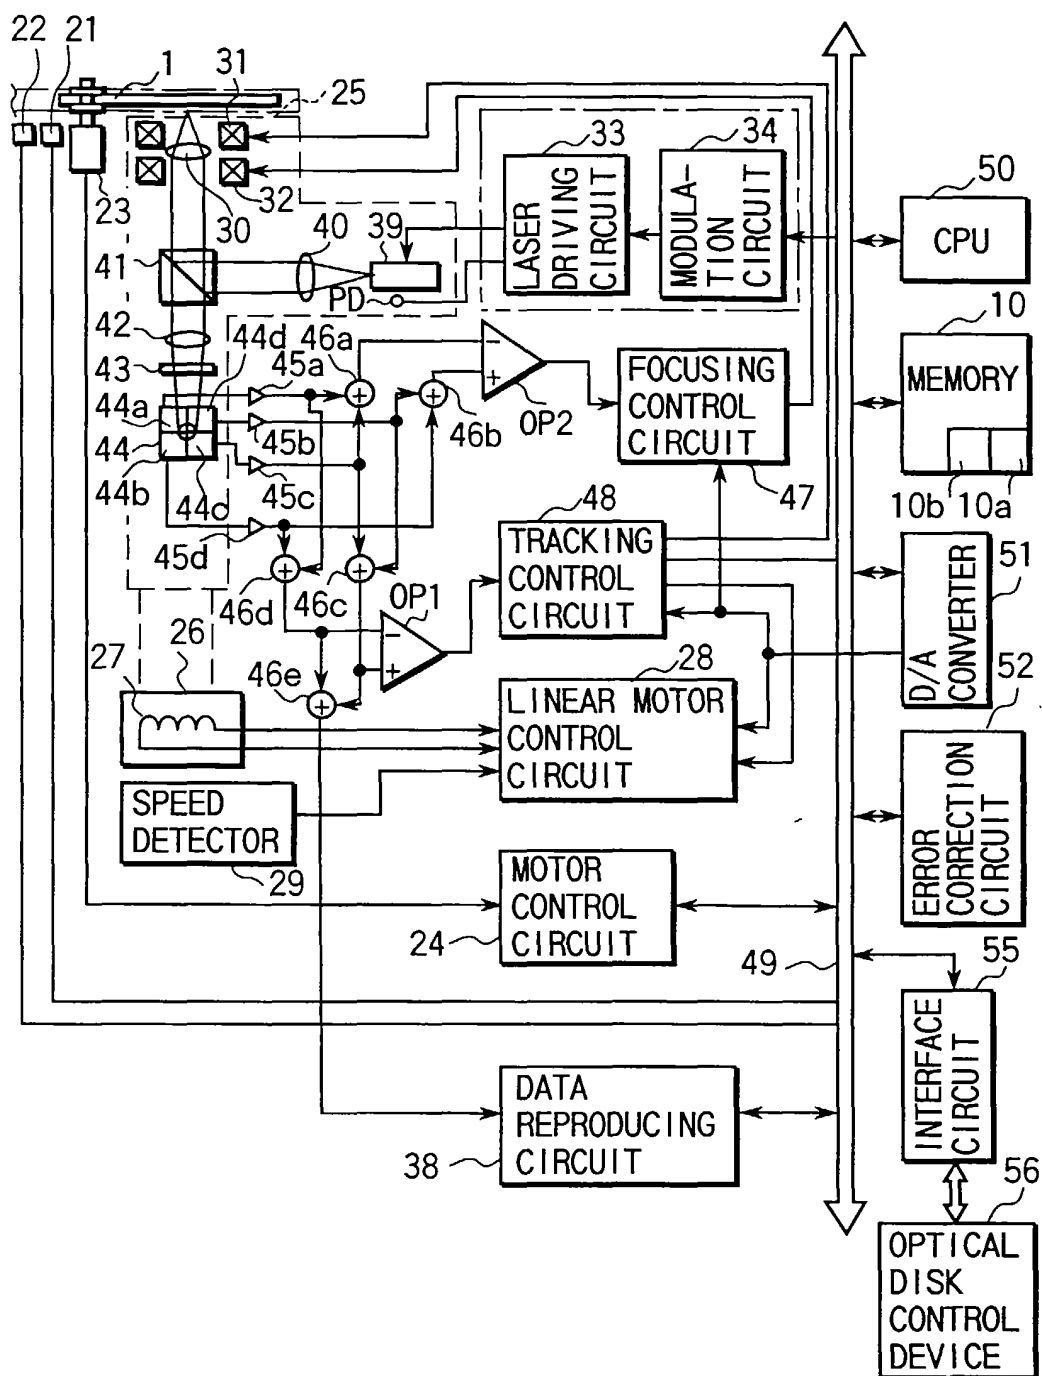 22
21
1
31
25
33
34
LASER
DRIVING
CIRCUIT
MODULA-
TION
CIRCUIT
50
CPU
23
30
32
40
39
41
PD
10
MEMORY
10b
10a
42
43
44d
46a
44a
45a
44
45b
46b
OP2
FOCUSING
CONTROL
CIRCUIT
47
44b
44c
45c
45d
48
TRACKING
CONTROL
CIRCUIT
51
D/A
CONVERTER
46d
46c
OP1
26
27
46e
28
LINEAR MOTOR
CONTROL
CIRCUIT
52
ERROR
CORRECTION
CIRCUIT
SPEED
DETECTOR
29
MOTOR
CONTROL
CIRCUIT
24
49
55
INTERFACE
CIRCUIT
DATA
REPRODUCING
CIRCUIT
38
56
OPTICAL
DISK
CONTROL
DEVICE